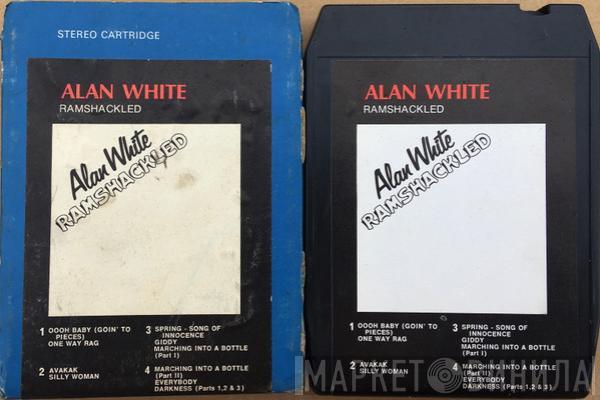 STEREO CARTRIDGE
ALAN WHITE
RAMSHACKLED
Alan White
RAMSHACKLED
1 OOOH BABY (GOIN' TO
PIECES)
ONE WAY RAG
2 AVAKAK
SILLY WOMAN
3 SPRING - SONG OF
INNOCENCE
GIDDY
MARCHING INTO A BOTTLE
(Part I)
4 MARCHING INTO A BOTTLE
(Part II)
EVERYBODY
DARKNESS (Parts 1,2 & 3)
ALAN WHITE
RAMSHACKLED
Alan White
RAMSHACKLED
1 OOOH BABY (GOIN' TO
PIECES)
ONE WAY RAG
2 AVAKAK
SILLY WOMAN
3 SPRING - SONG OF
INNOCENCE
GIDDY
MARCHING INTO A BOTTLE
(Part I)
4 MARCHING INTO A BOTTLE
(Part II)
EVERYBODY
DARKNESS (Parts 1,2 & 3)
МАРКЕТ ВИНИЛА